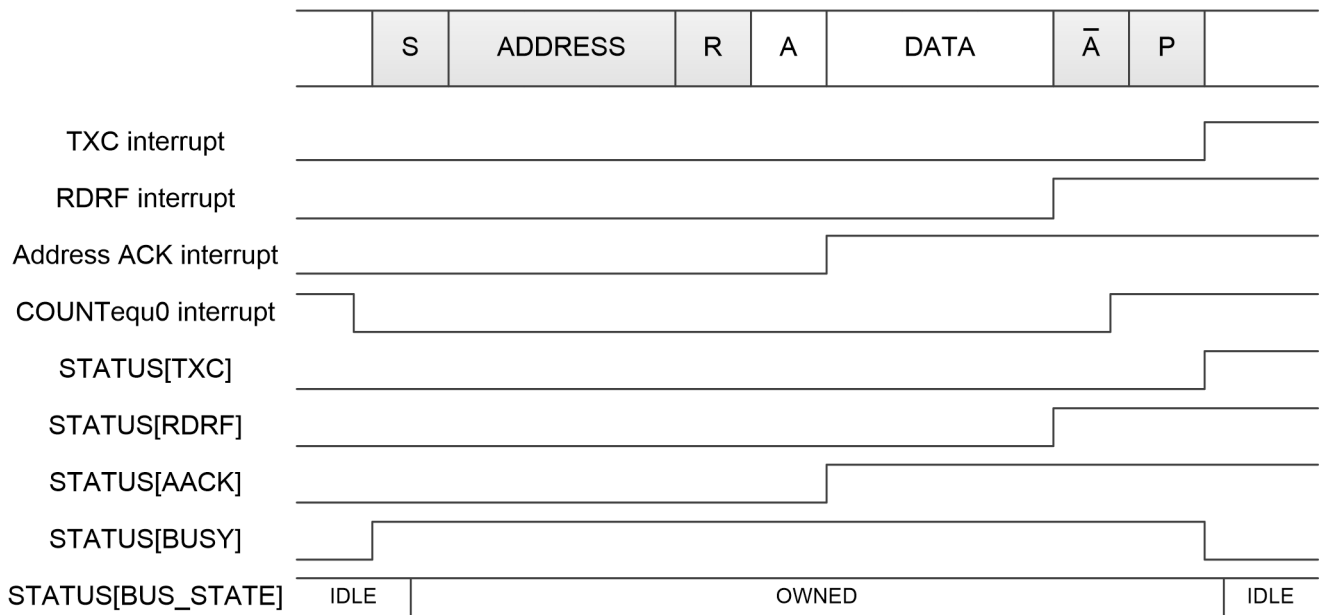 S ADDRESS R A DATA A̅ P
TXC interrupt
RDRF interrupt
Address ACK interrupt
COUNTequ0 interrupt
STATUS[TXC]
STATUS[RDRF]
STATUS[AACK]
STATUS[BUSY]
STATUS[BUS_STATE] IDLE OWNED IDLE